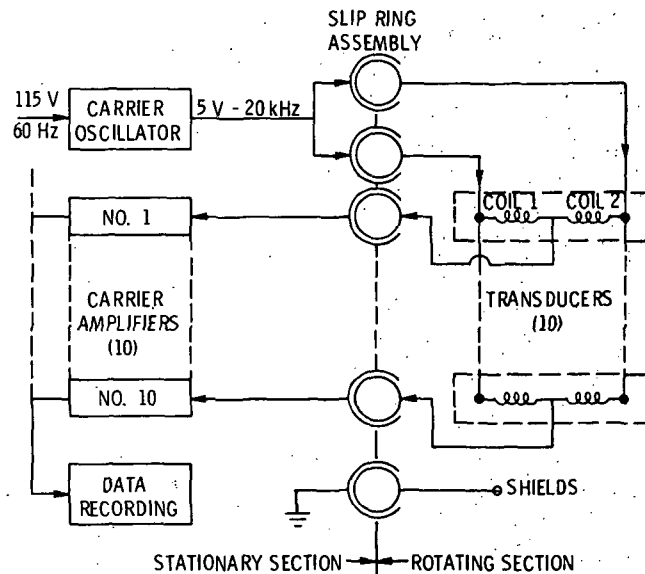 SLIP RING
ASSEMBLY
115 V
60 Hz
CARRIER
OSCILLATOR
5 V - 20 kHz
NO. 1
COIL 1
COIL 2
CARRIER
AMPLIFIERS
(10)
TRANSDUCERS
(10)
NO. 10
DATA
RECORDING
SHIELDS
STATIONARY SECTION
ROTATING SECTION